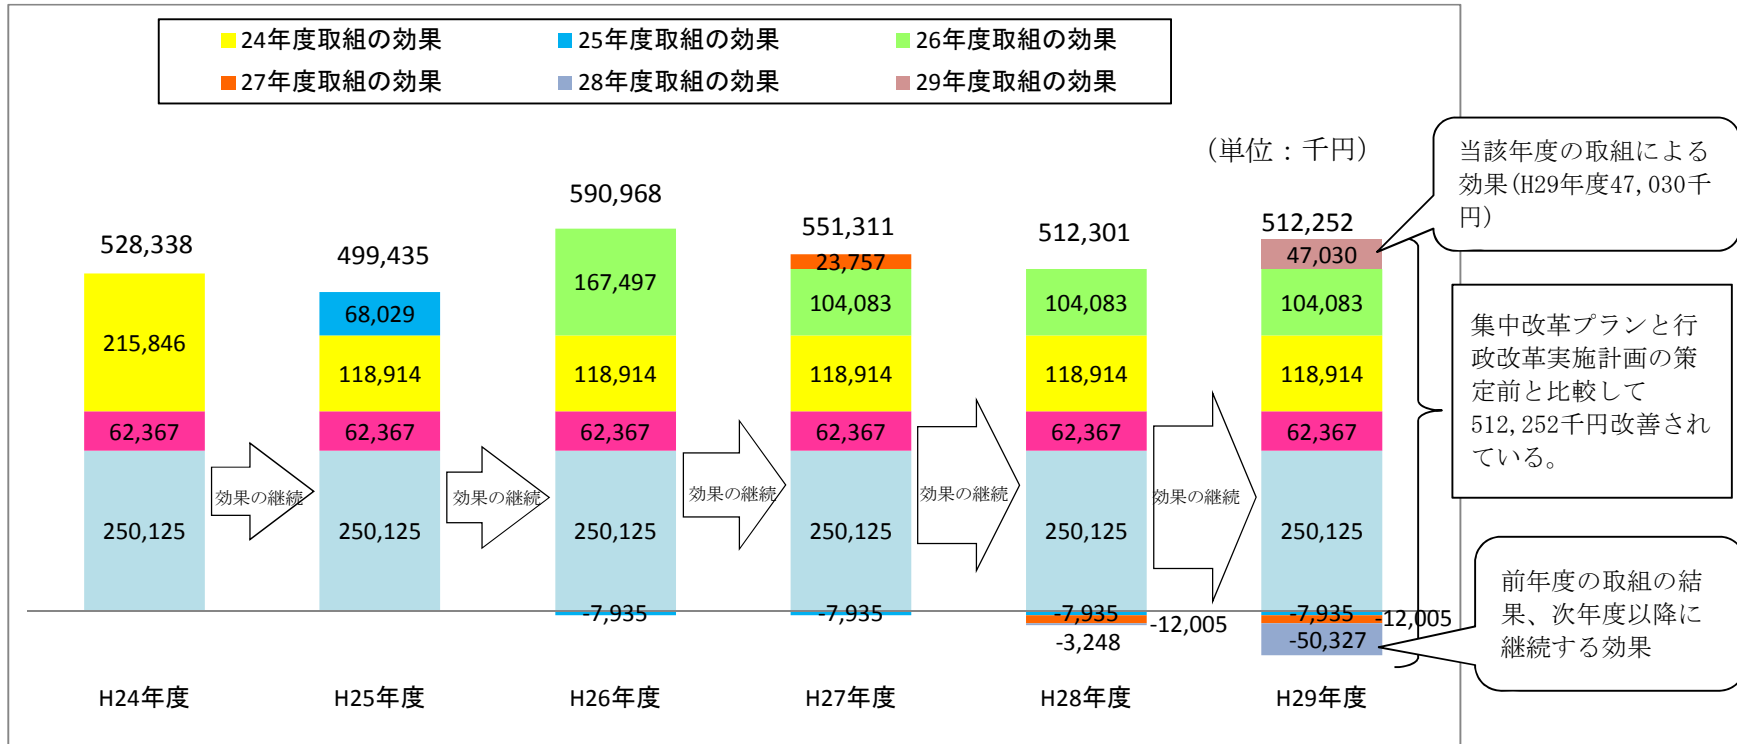 24年度取組の効果
25年度取組の効果
26年度取組の効果
27年度取組の効果
28年度取組の効果
29年度取組の効果
（単位：千円）
528,338
215,846
62,367
250,125
H24年度
効果の継続
499,435
68,029
118,914
62,367
250,125
H25年度
効果の継続
590,968
167,497
118,914
62,367
250,125
-7,935
H26年度
効果の継続
551,311
23,757
104,083
118,914
62,367
250,125
-7,935
H27年度
効果の継続
512,301
104,083
118,914
62,367
250,125
-7,935
-12,005
-3,248
H28年度
効果の継続
512,252
47,030
104,083
118,914
62,367
250,125
-7,935
-12,005
-50,327
H29年度
当該年度の取組による
効果(H29年度47,030千
円)
集中改革プランと行
政改革実施計画の策
定前と比較して
512,252千円改善され
ている。
前年度の取組の結
果、次年度以降に
継続する効果